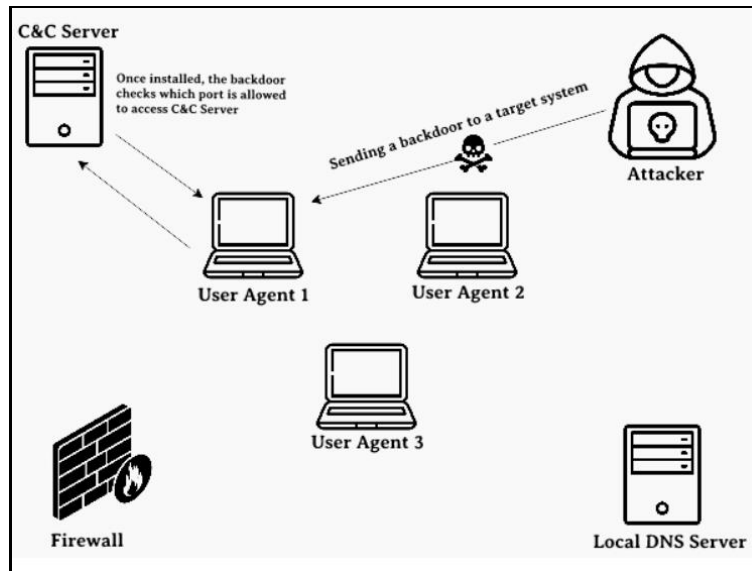 C&C Server
Once installed, the backdoor
checks which port is allowed
to access C&C Server
Sending a backdoor to a target system
Attacker
User Agent 1
User Agent 2
User Agent 3
Firewall
Local DNS Server